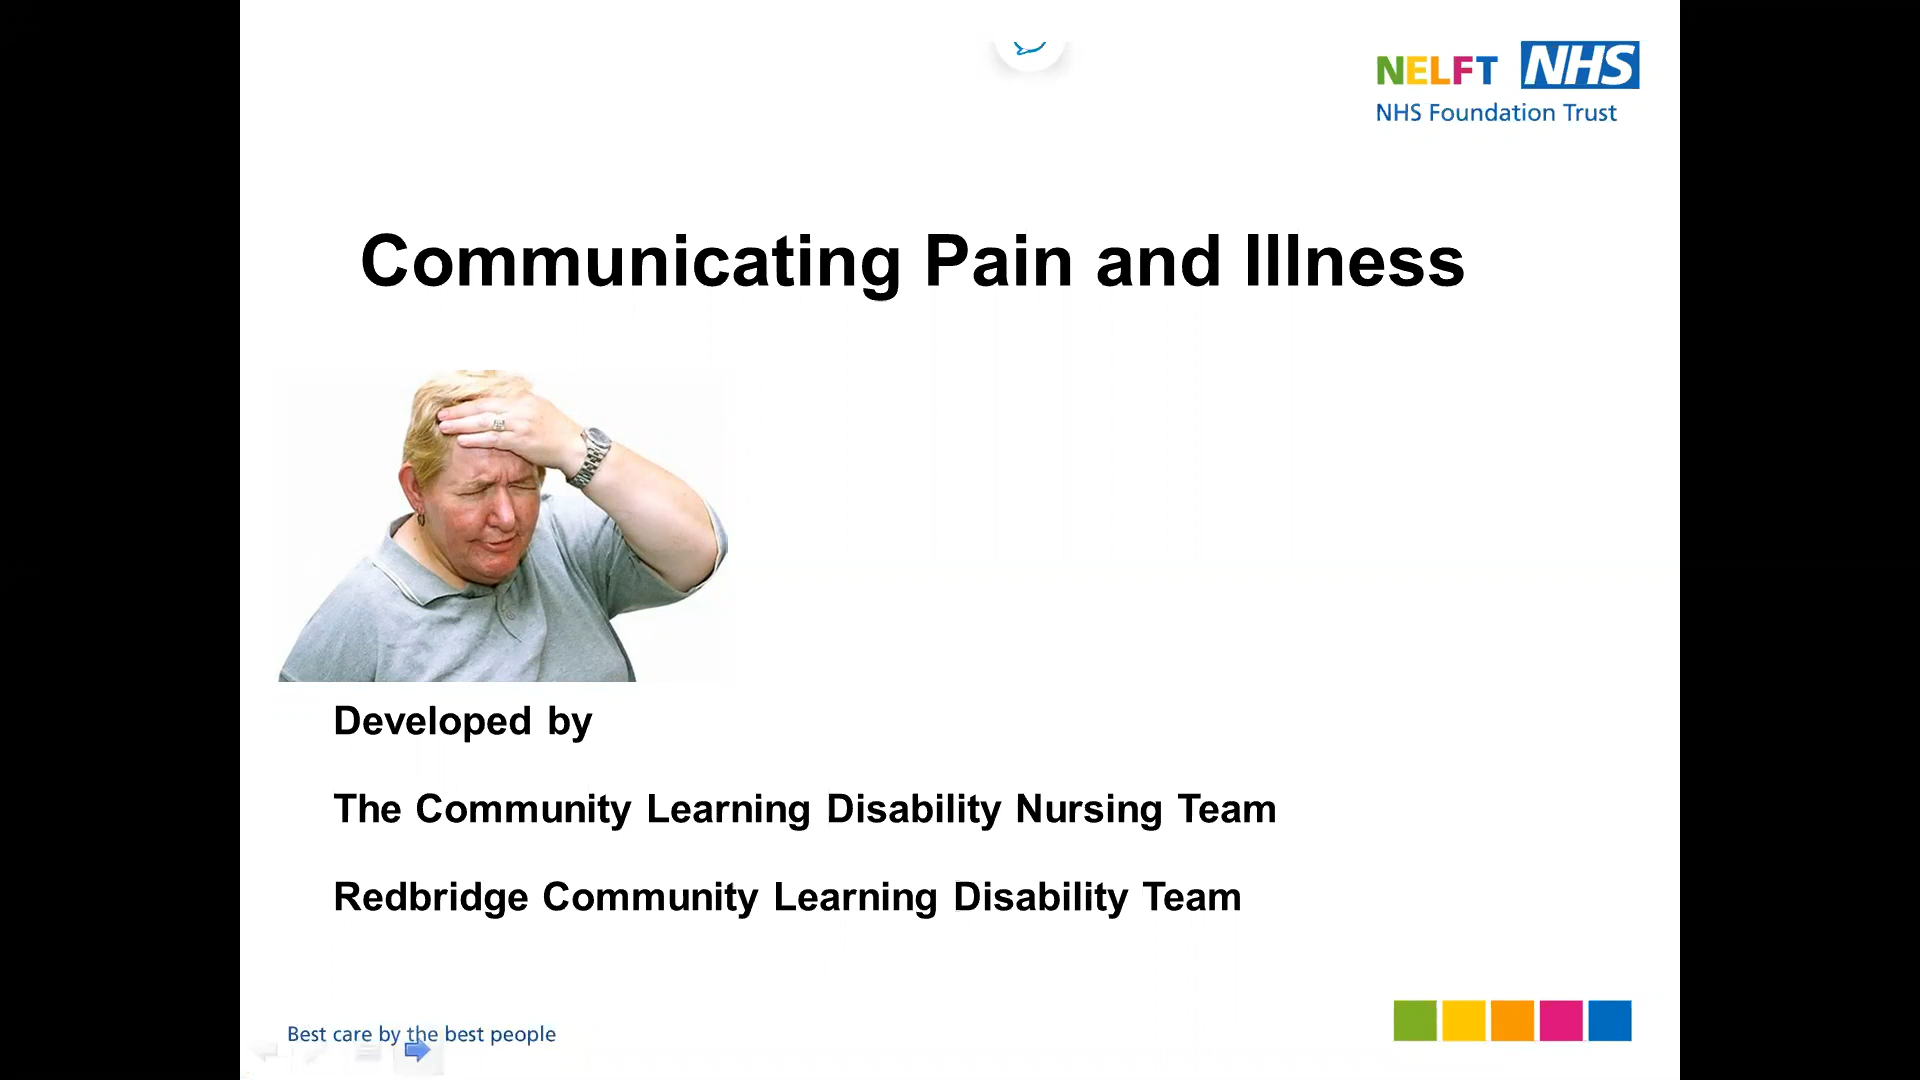 NELFT NHS
NHS Foundation Trust
Communicating Pain and Illness
Developed by
The Community Learning Disability Nursing Team
Redbridge Community Learning Disability Team
Best care by the best people